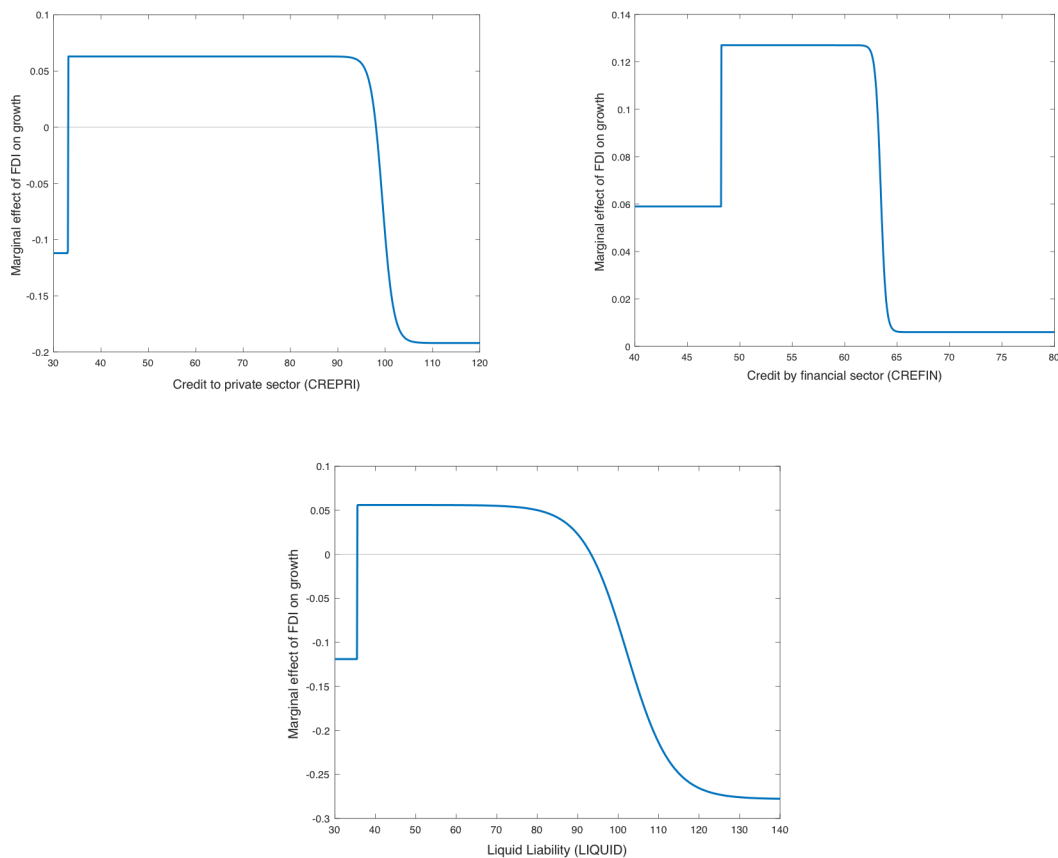 0.1
0.05
0
-0.05
-0.1
-0.15
-0.2
Marginal effect of FDI on growth
30 40 50 60 70 80 90 100 110 120
Credit to private sector (CREPRI)
0.14
0.12
0.1
0.08
0.06
0.04
0.02
0
Marginal effect of FDI on growth
40 45 50 55 60 65 70 75 80
Credit by financial sector (CREFIN)
0.1
0.05
0
-0.05
-0.1
-0.15
-0.2
-0.25
-0.3
Marginal effect of FDI on growth
30 40 50 60 70 80 90 100 110 120 130 140
Liquid Liability (LIQUID)